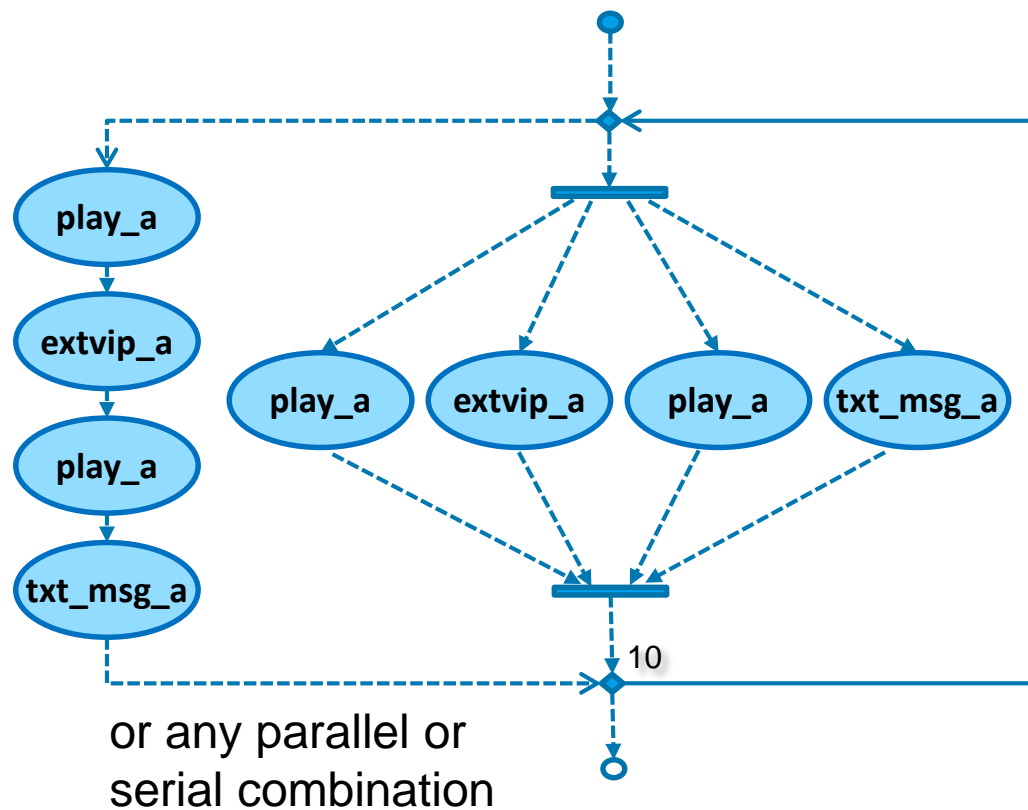 play_a
extvip_a
play_a
txt_msg_a
play_a
extvip_a
play_a
txt_msg_a
10
or any parallel or
serial combination